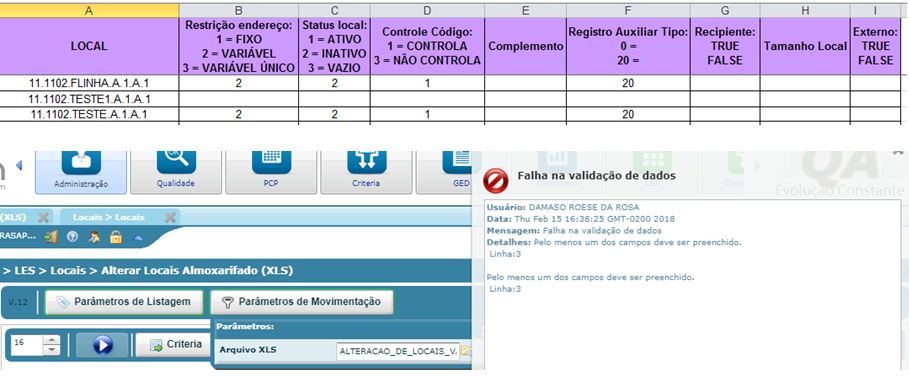 A B C D E F G H I
LOCAL
Restrição endereço:
1 = FIXO
2 = VARIÁVEL
3 = VARIÁVEL ÚNICO
Status local:
1 = ATIVO
2 = INATIVO
3 = VAZIO
Controle Código:
1 = CONTROLA
3 = NÃO CONTROLA
Complemento
Registro Auxiliar Tipo:
0 =
20 =
Recipiente:
TRUE
FALSE
Tamanho Local
Externo:
TRUE
FALSE
11.1102.FLINHA.A.1.A.1 2 2 1 20
11.1102.TESTE1.A.1.A.1
11.1102.TESTE.A.1.A.1 2 2 1 20
Administração
Qualidade
PCP
Criteria
GED
QA
Evolução Constante
(XLS)
Locais > Locais
RASAP...
> LES > Locais > Alterar Locais Almoxarifado (XLS)
V.12
Parâmetros de Listagem
Parâmetros de Movimentação
16
Criteria
Parâmetros:
Arquivo XLS
ALTERACAO_DE_LOCAIS_V.
Falha na validação de dados
Usuário: DAMASO ROESE DA ROSA
Data: Thu Feb 15 16:38:25 GMT-0200 2018
Mensagem: Falha na validação de dados
Detalhes: Pelo menos um dos campos deve ser preenchido.
Linha:3
Pelo menos um dos campos deve ser preenchido.
Linha:3